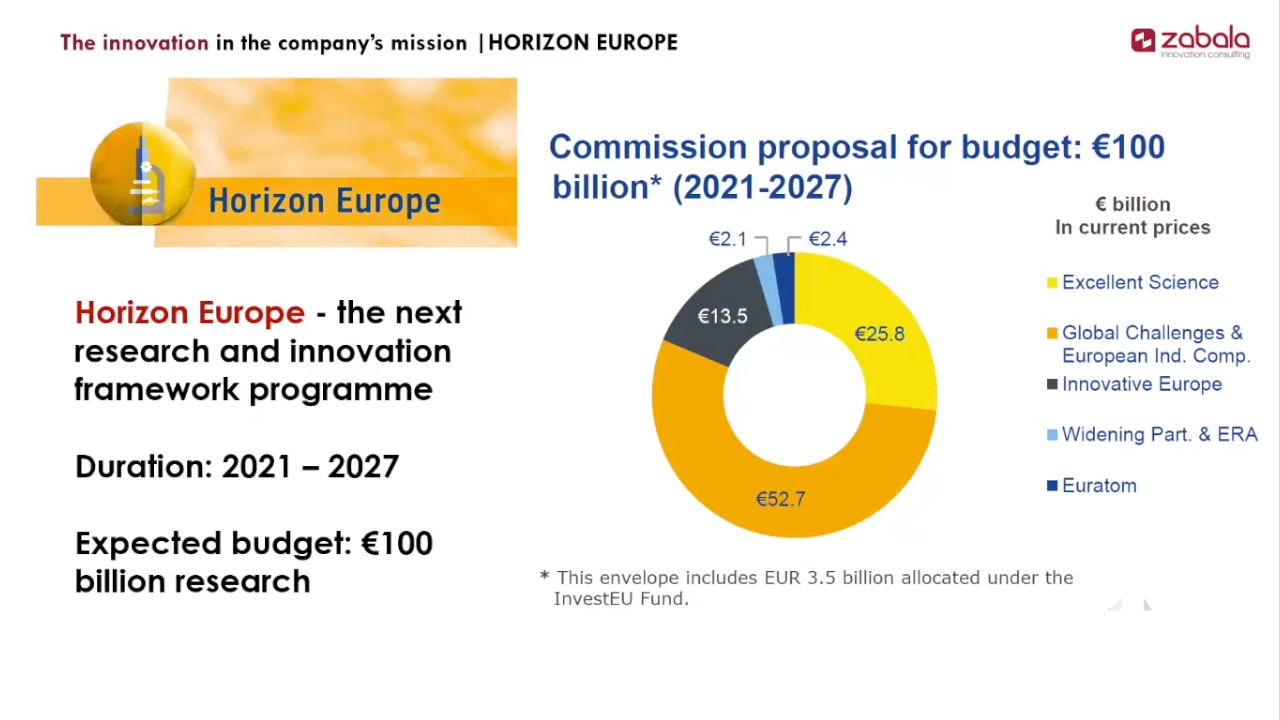 The innovation in the company's mission |HORIZON EUROPE
zabala
innovation consulting
Horizon Europe
Commission proposal for budget: €100
billion* (2021-2027)
€ billion
In current prices
€2.1
€2.4
€13.5
€25.8
€52.7
Excellent Science
Global Challenges &
European Ind. Comp.
Innovative Europe
Widening Part. & ERA
Euratom
Horizon Europe - the next
research and innovation
framework programme
Duration: 2021 – 2027
Expected budget: €100
billion research
* This envelope includes EUR 3.5 billion allocated under the
InvestEU Fund.